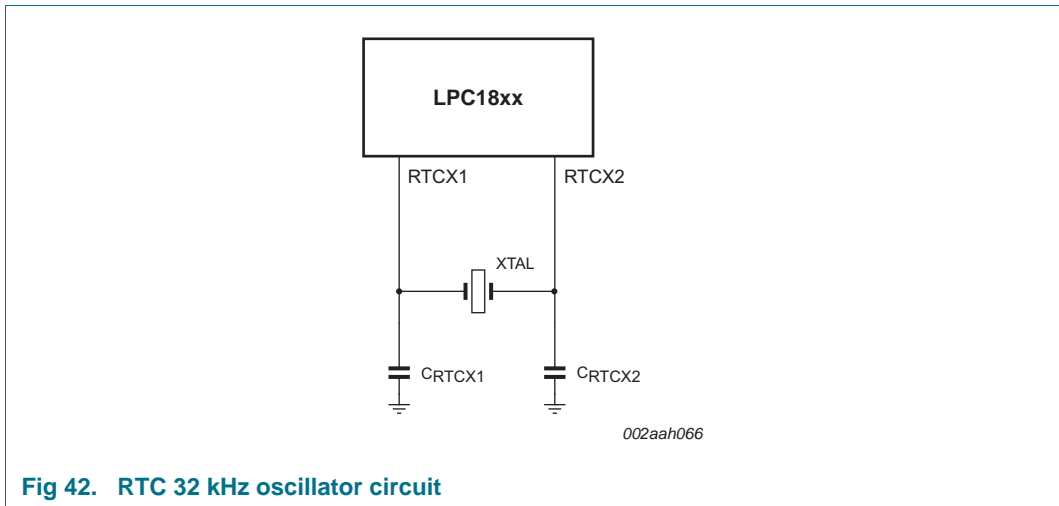 LPC18xx
RTCX1 RTCX2
XTAL
CRTCX1 CRTCX2
002aah066
Fig 42. RTC 32 kHz oscillator circuit